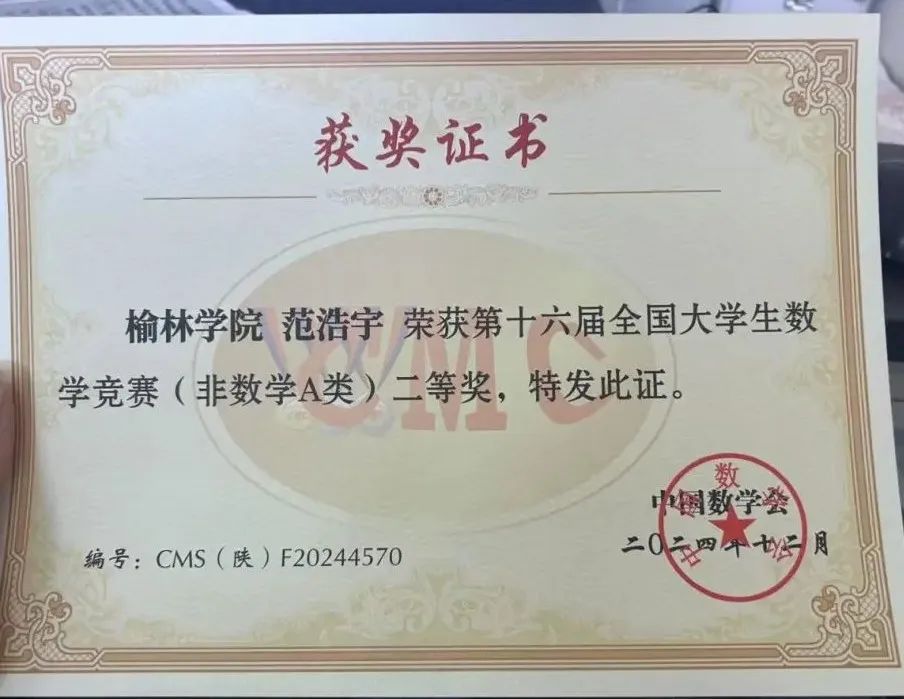 获奖证书
CMC
榆林学院 范浩宇 荣获第十六届全国大学生数
学竞赛（非数学A类）二等奖，特发此证。
中国数学会
二〇二四年十二月
编号：CMS（陕）F20244570